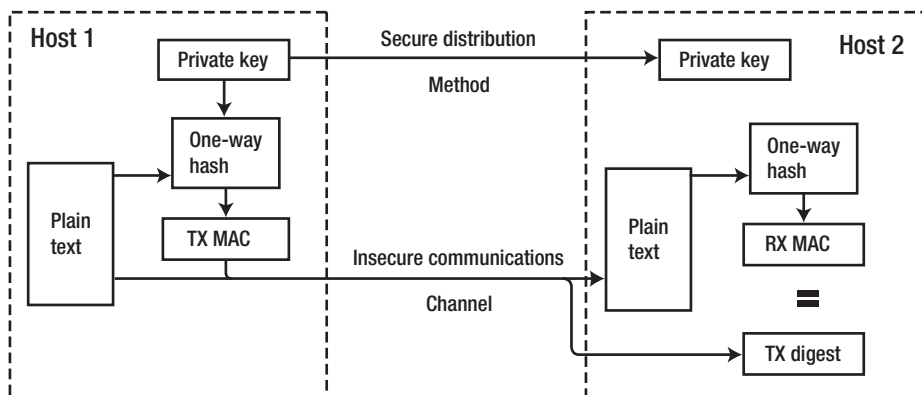 Host 1
Private key
One-way
hash
Plain
text
TX MAC
Secure distribution
Method
Insecure communications
Channel
Host 2
Private key
One-way
hash
Plain
text
RX MAC
=
TX digest